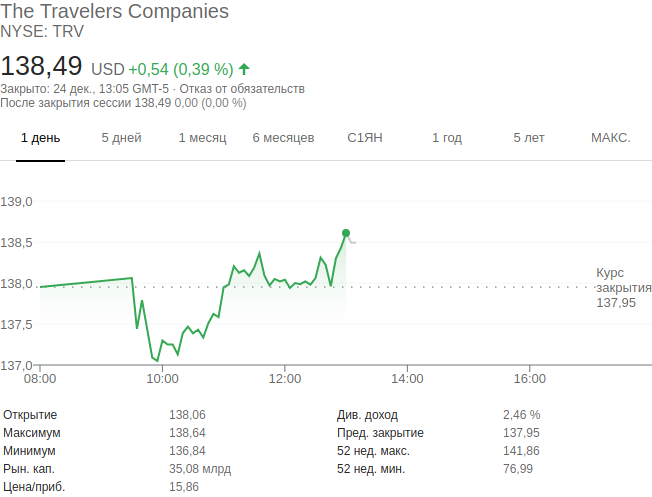 The Travelers Companies
NYSE: TRV
138,49 USD +0,54 (0,39 %)
Закрыто: 24 дек., 13:05 GMT-5 · Отказ от обязательств
После закрытия сессии 138,49 0,00 (0,00 %)
1 день 5 дней 1 месяц 6 месяцев С1ЯН 1 год 5 лет МАКС.
139,0
138,5
138,0
137,5
137,0
Курс
закрытия
137,95
08:00 10:00 12:00 14:00 16:00
Открытие 138,06 Див. доход 2,46 %
Максимум 138,64 Пред. закрытие 137,95
Минимум 136,84 52 нед. макс. 141,86
Рын. кап. 35,08 млрд 52 нед. мин. 76,99
Цена/приб. 15,86